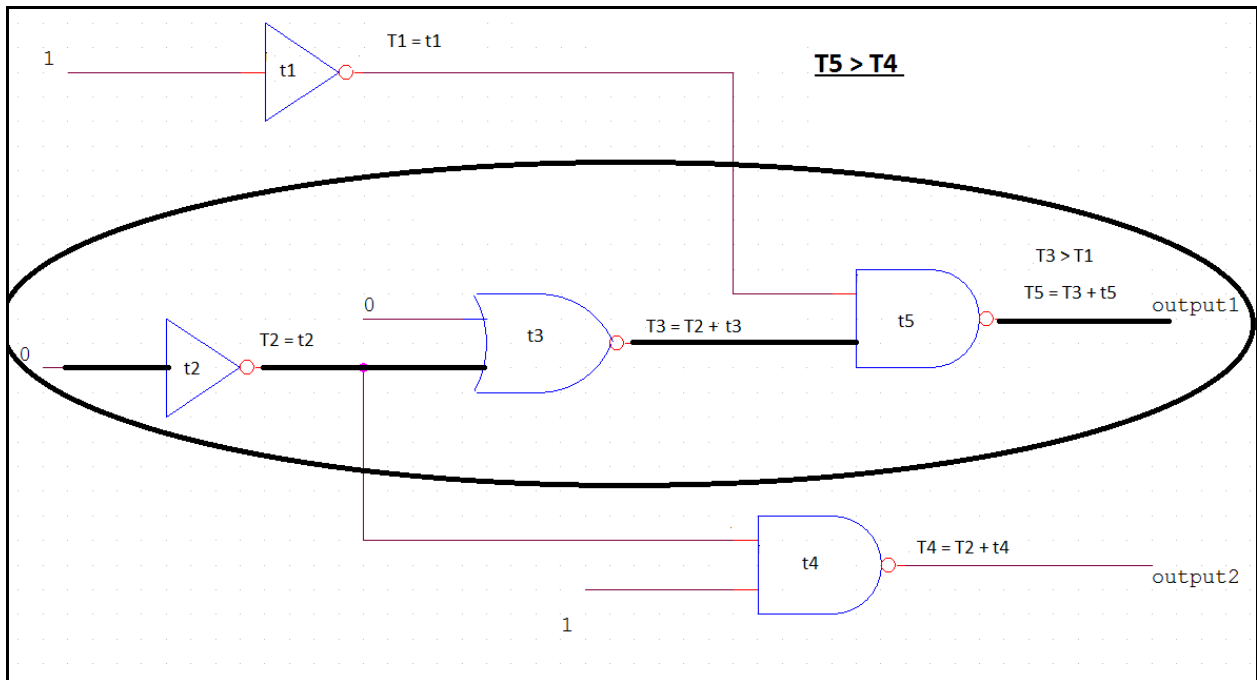 T1 = t1
T5 > T4
1
t1
T3 > T1
T5 = T3 + t5
output1
0
T3 = T2 + t3
t3
t5
T2 = t2
0
t2
T4 = T2 + t4
t4
output2
1